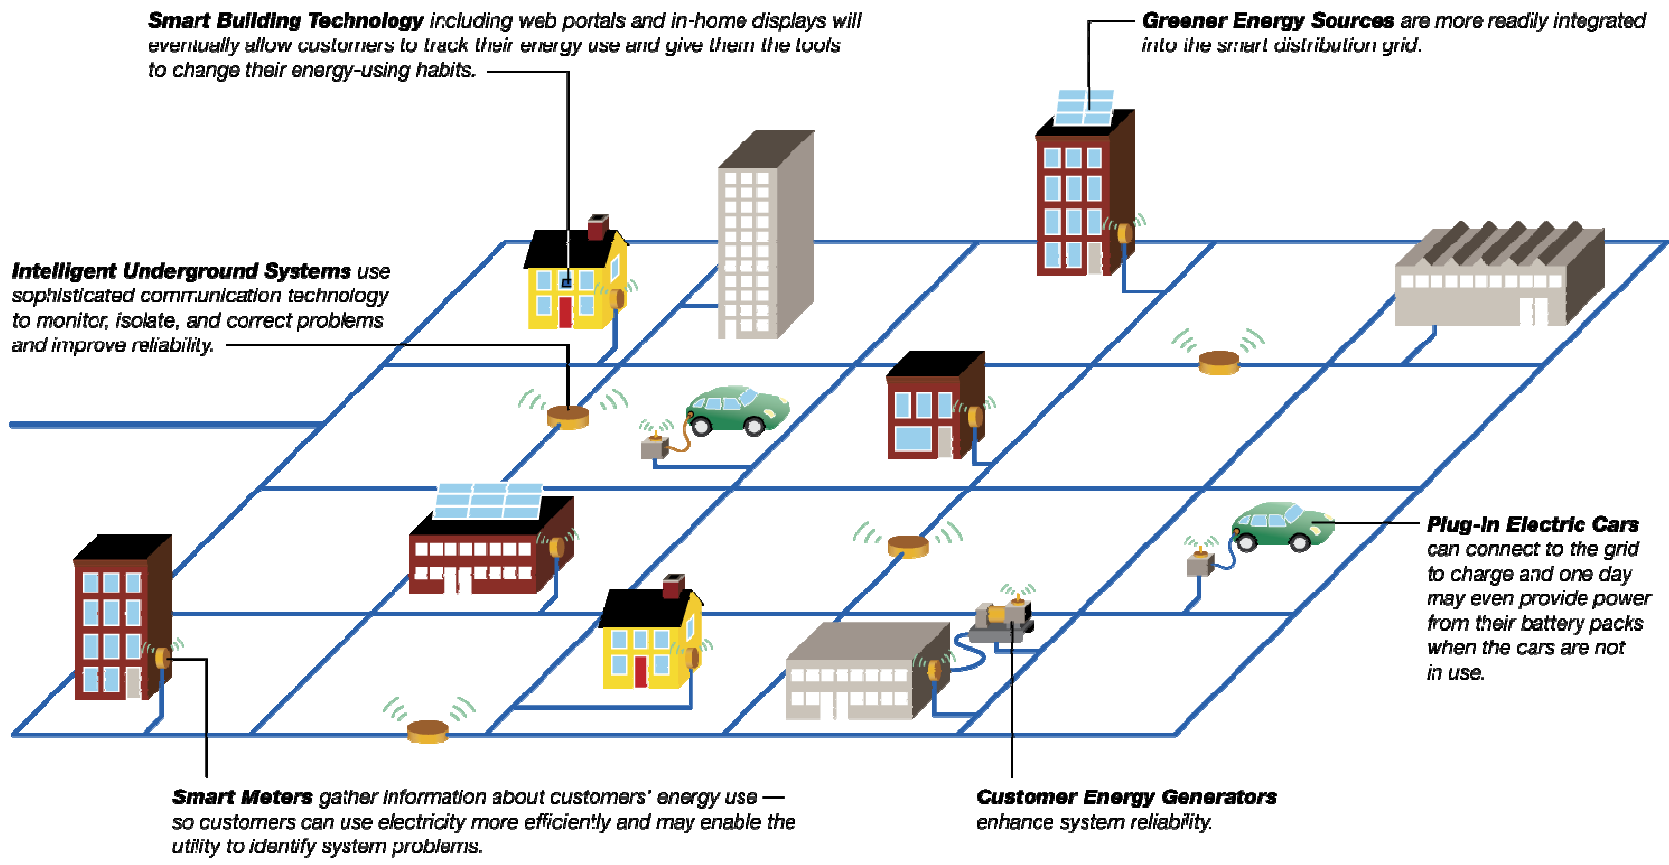 Smart Building Technology including web portals and in-home displays will
eventually allow customers to track their energy use and give them the tools
to change their energy-using habits.
Greener Energy Sources are more readily integrated
into the smart distribution grid.
Intelligent Underground Systems use
sophisticated communication technology
to monitor, isolate, and correct problems
and improve reliability.
Plug-in Electric Cars
can connect to the grid
to charge and one day
may even provide power
from their battery packs
when the cars are not
in use.
Smart Meters gather information about customers' energy use —
so customers can use electricity more efficiently and may enable the
utility to identify system problems.
Customer Energy Generators
enhance system reliability.